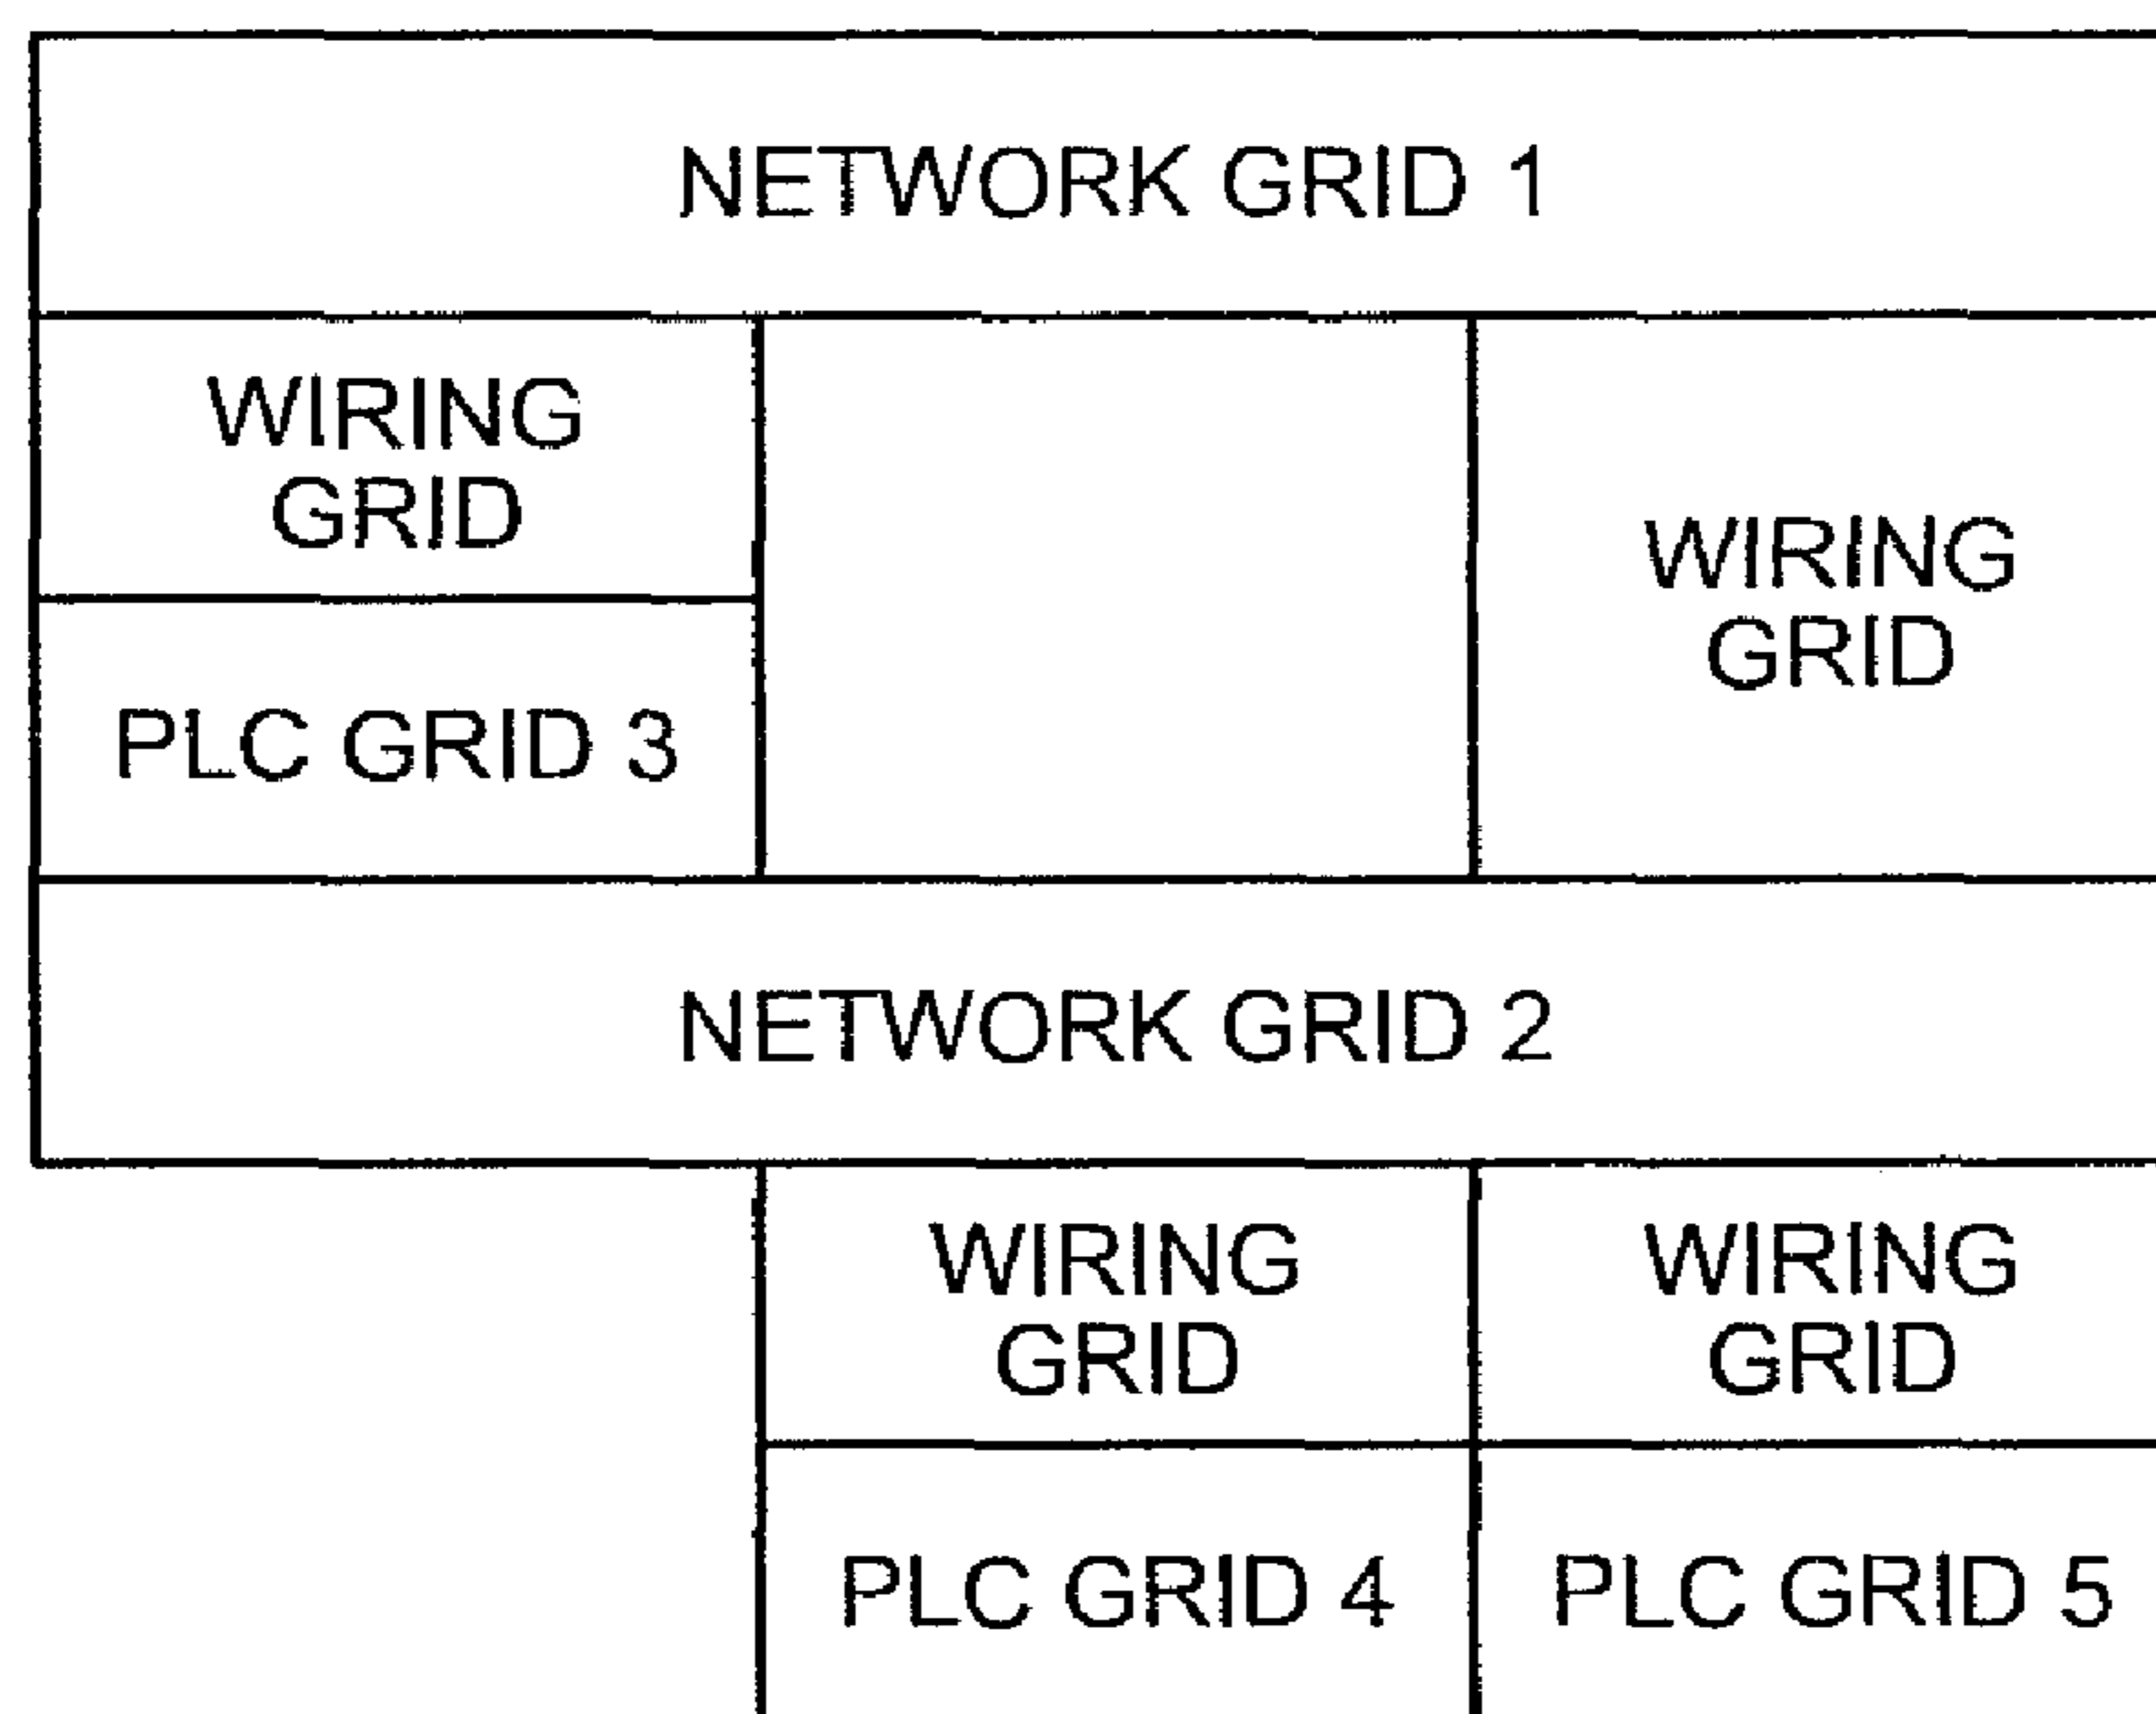 NETWORK GRID 1
WIRING
GRID
WIRING
GRID
PLC GRID 3
NETWORK GRID 2
WIRING
GRID
WIRING
GRID
PLC GRID 4
PLC GRID 5